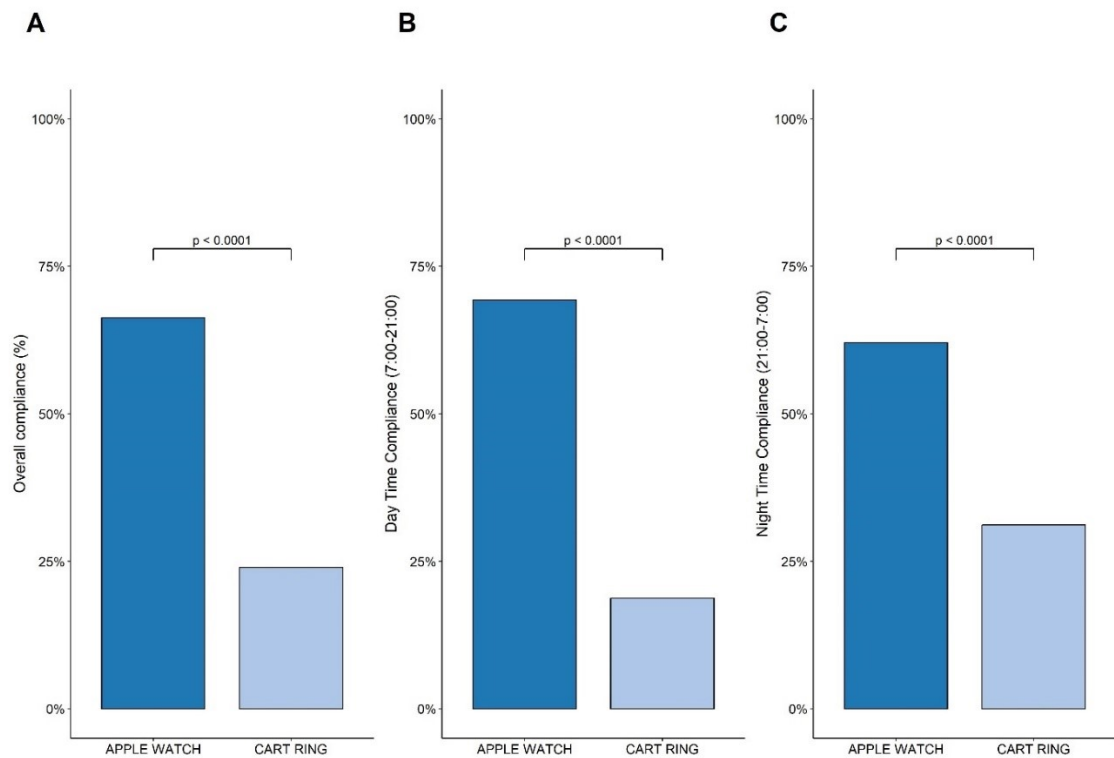 A
Overall compliance (%)
100%
75%
50%
25%
0%
p < 0.0001
APPLE WATCH
CART RING
B
Day Time Compliance (7:00-21:00)
100%
75%
50%
25%
0%
p < 0.0001
APPLE WATCH
CART RING
C
Night Time Compliance (21:00-7:00)
100%
75%
50%
25%
0%
p < 0.0001
APPLE WATCH
CART RING